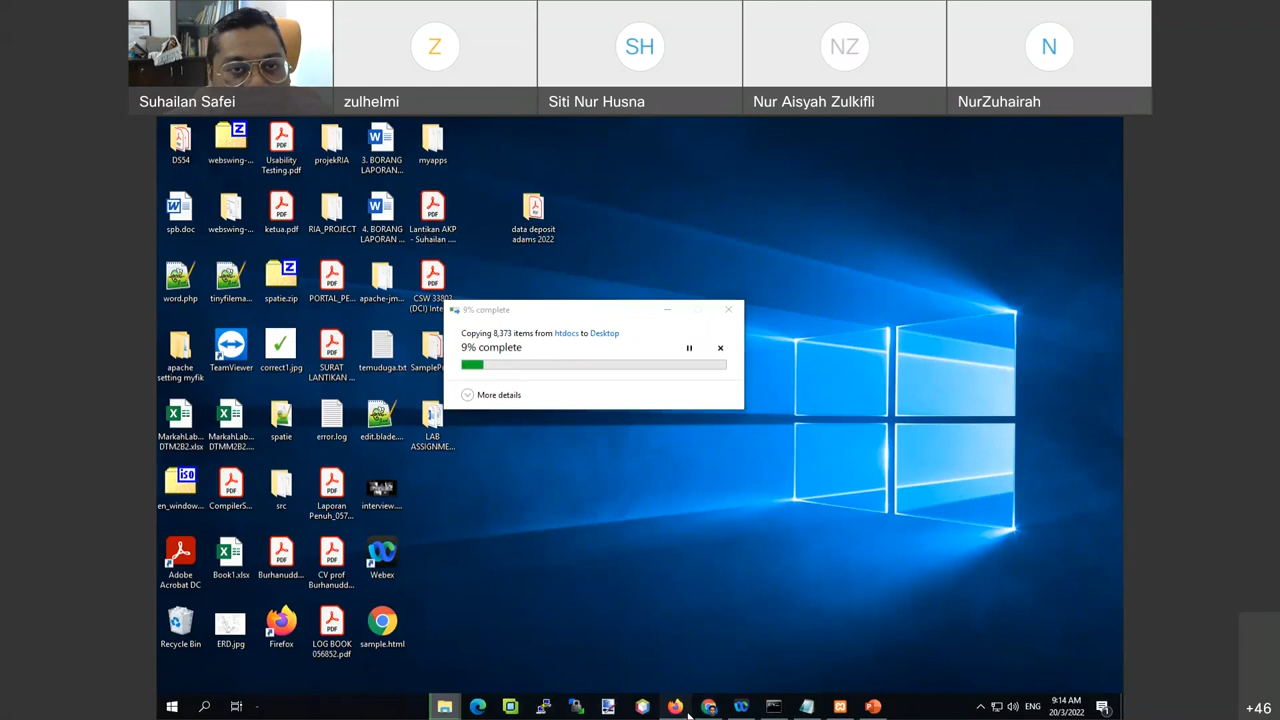 Z
SH
NZ
N
Suhailan Safei
zulhelmi
Siti Nur Husna
Nur Aisyah Zulkifli
NurZuhairah
DS54
webswing-...
Usability
Testing.pdf
projekRIA
3. BORANG
LAPORAN...
myapps
spb.doc
webswing-...
ketua.pdf
RIA_PROJECT
4. BORANG
LAPORAN ...
Lantikan AKP
- Suhailan ....
data deposit
adams 2022
word.php
tinyfilema...
spatie.zip
PORTAL_PE...
apache-jm...
CSW 33803
(DCI) Inte...
9% complete
Copying 8,373 items from htdocs to Desktop
9% complete
More details
apache
setting myfik
TeamViewer
correct1.jpg
SURAT
LANTIKAN ...
temuduga.txt
SamplePr...
MarkahLab...
DTM2B2.xlsx
MarkahLab...
DTMM2B2...
spatie
error.log
edit.blade....
LAB
ASSIGNME...
iso
en_window...
CompilerS...
src
Laporan
Penuh_057...
interview....
Adobe
Acrobat DC
Book1.xlsx
Burhanudd...
CV prof
Burhanudd...
Webex
Recycle Bin
ERD.jpg
Firefox
LOG BOOK
056852.pdf
sample.html
ENG
9:14 AM
20/3/2022
+46